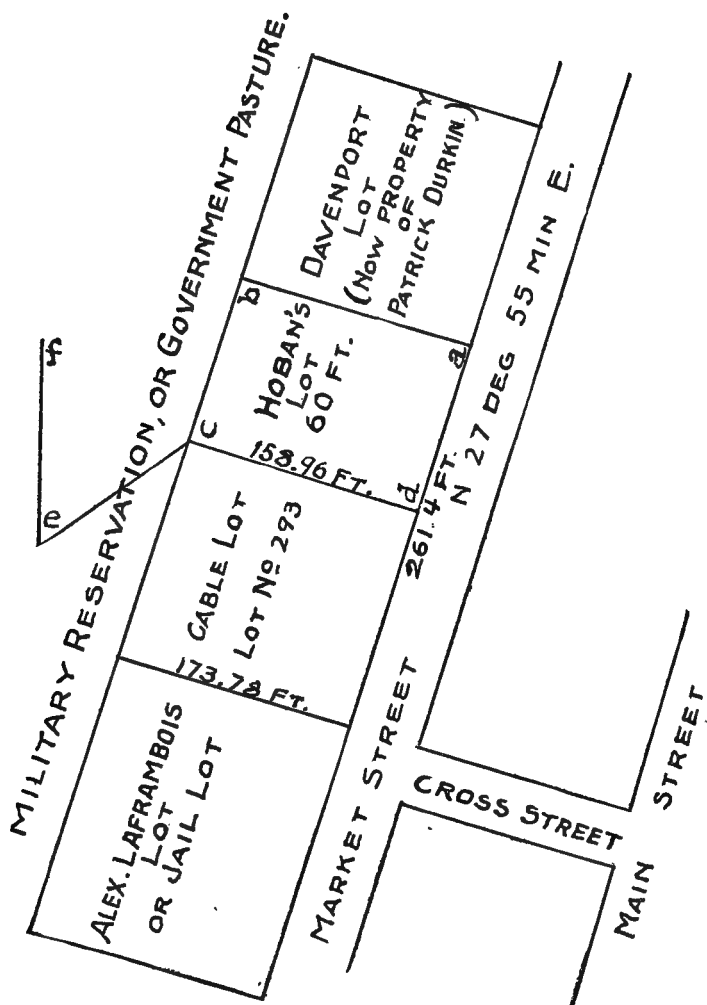 MILITARY RESERVATION, OR GOVERNMENT PASTURE.
e f
DAVENPORT
LOT
(NOW PROPERTY
OF
PATRICK DURKIN)
b
a
HOBAN'S
LOT
60 FT.
c
158.96 FT.
d
CABLE LOT
LOT No 293
173.78 FT.
ALEX. LAFRAMBOIS
LOT
OR JAIL LOT
261.4 FT.
N 27 DEG 55 MIN E.
MARKET STREET
CROSS STREET
MAIN STREET